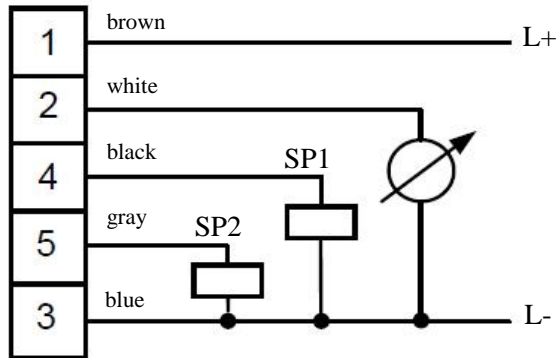 1 brown L+
2 white
4 black SP1
5 gray SP2
3 blue L-